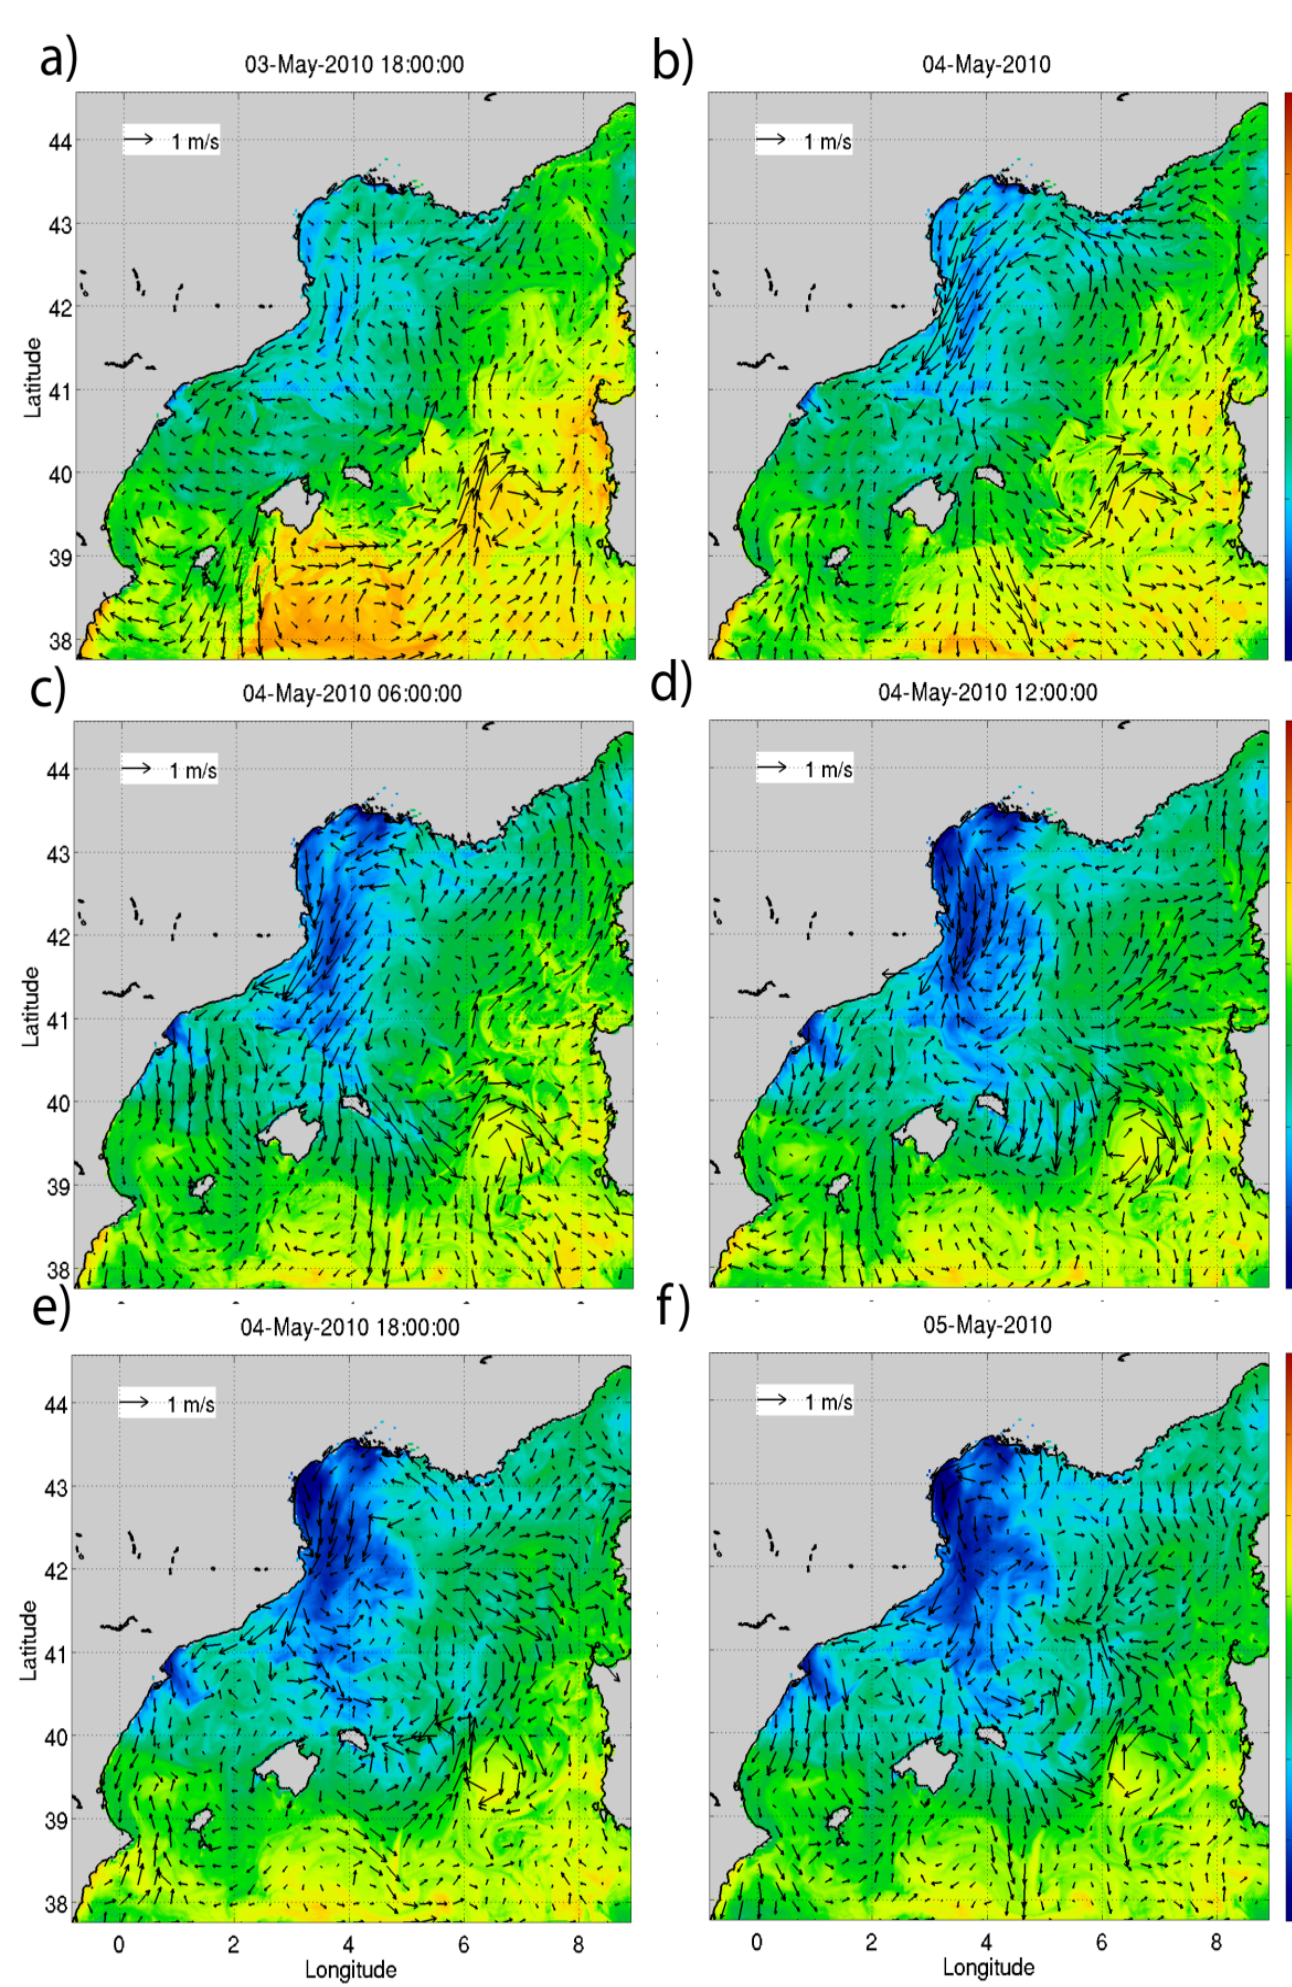 a)
03-May-2010 18:00:00
b)
04-May-2010
1 m/s
1 m/s
44
43
42
41
40
39
38
Latitude
c)
04-May-2010 06:00:00
d)
04-May-2010 12:00:00
1 m/s
1 m/s
44
43
42
41
40
39
38
Latitude
e)
04-May-2010 18:00:00
f)
05-May-2010
1 m/s
1 m/s
44
43
42
41
40
39
38
Latitude
0 2 4 6 8
Longitude
0 2 4 6 8
Longitude